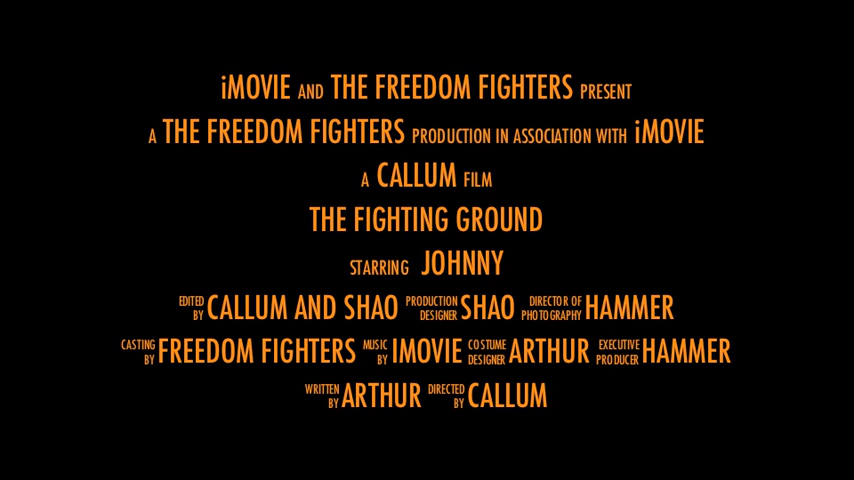 iMOVIE AND THE FREEDOM FIGHTERS PRESENT
A THE FREEDOM FIGHTERS PRODUCTION IN ASSOCIATION WITH iMOVIE
A CALLUM FILM
THE FIGHTING GROUND
STARRING JOHNNY
EDITED BY CALLUM AND SHAO PRODUCTION DESIGNER SHAO DIRECTOR OF PHOTOGRAPHY HAMMER
CASTING BY FREEDOM FIGHTERS MUSIC BY IMOVIE COSTUME DESIGNER ARTHUR EXECUTIVE PRODUCER HAMMER
WRITTEN BY ARTHUR DIRECTED BY CALLUM